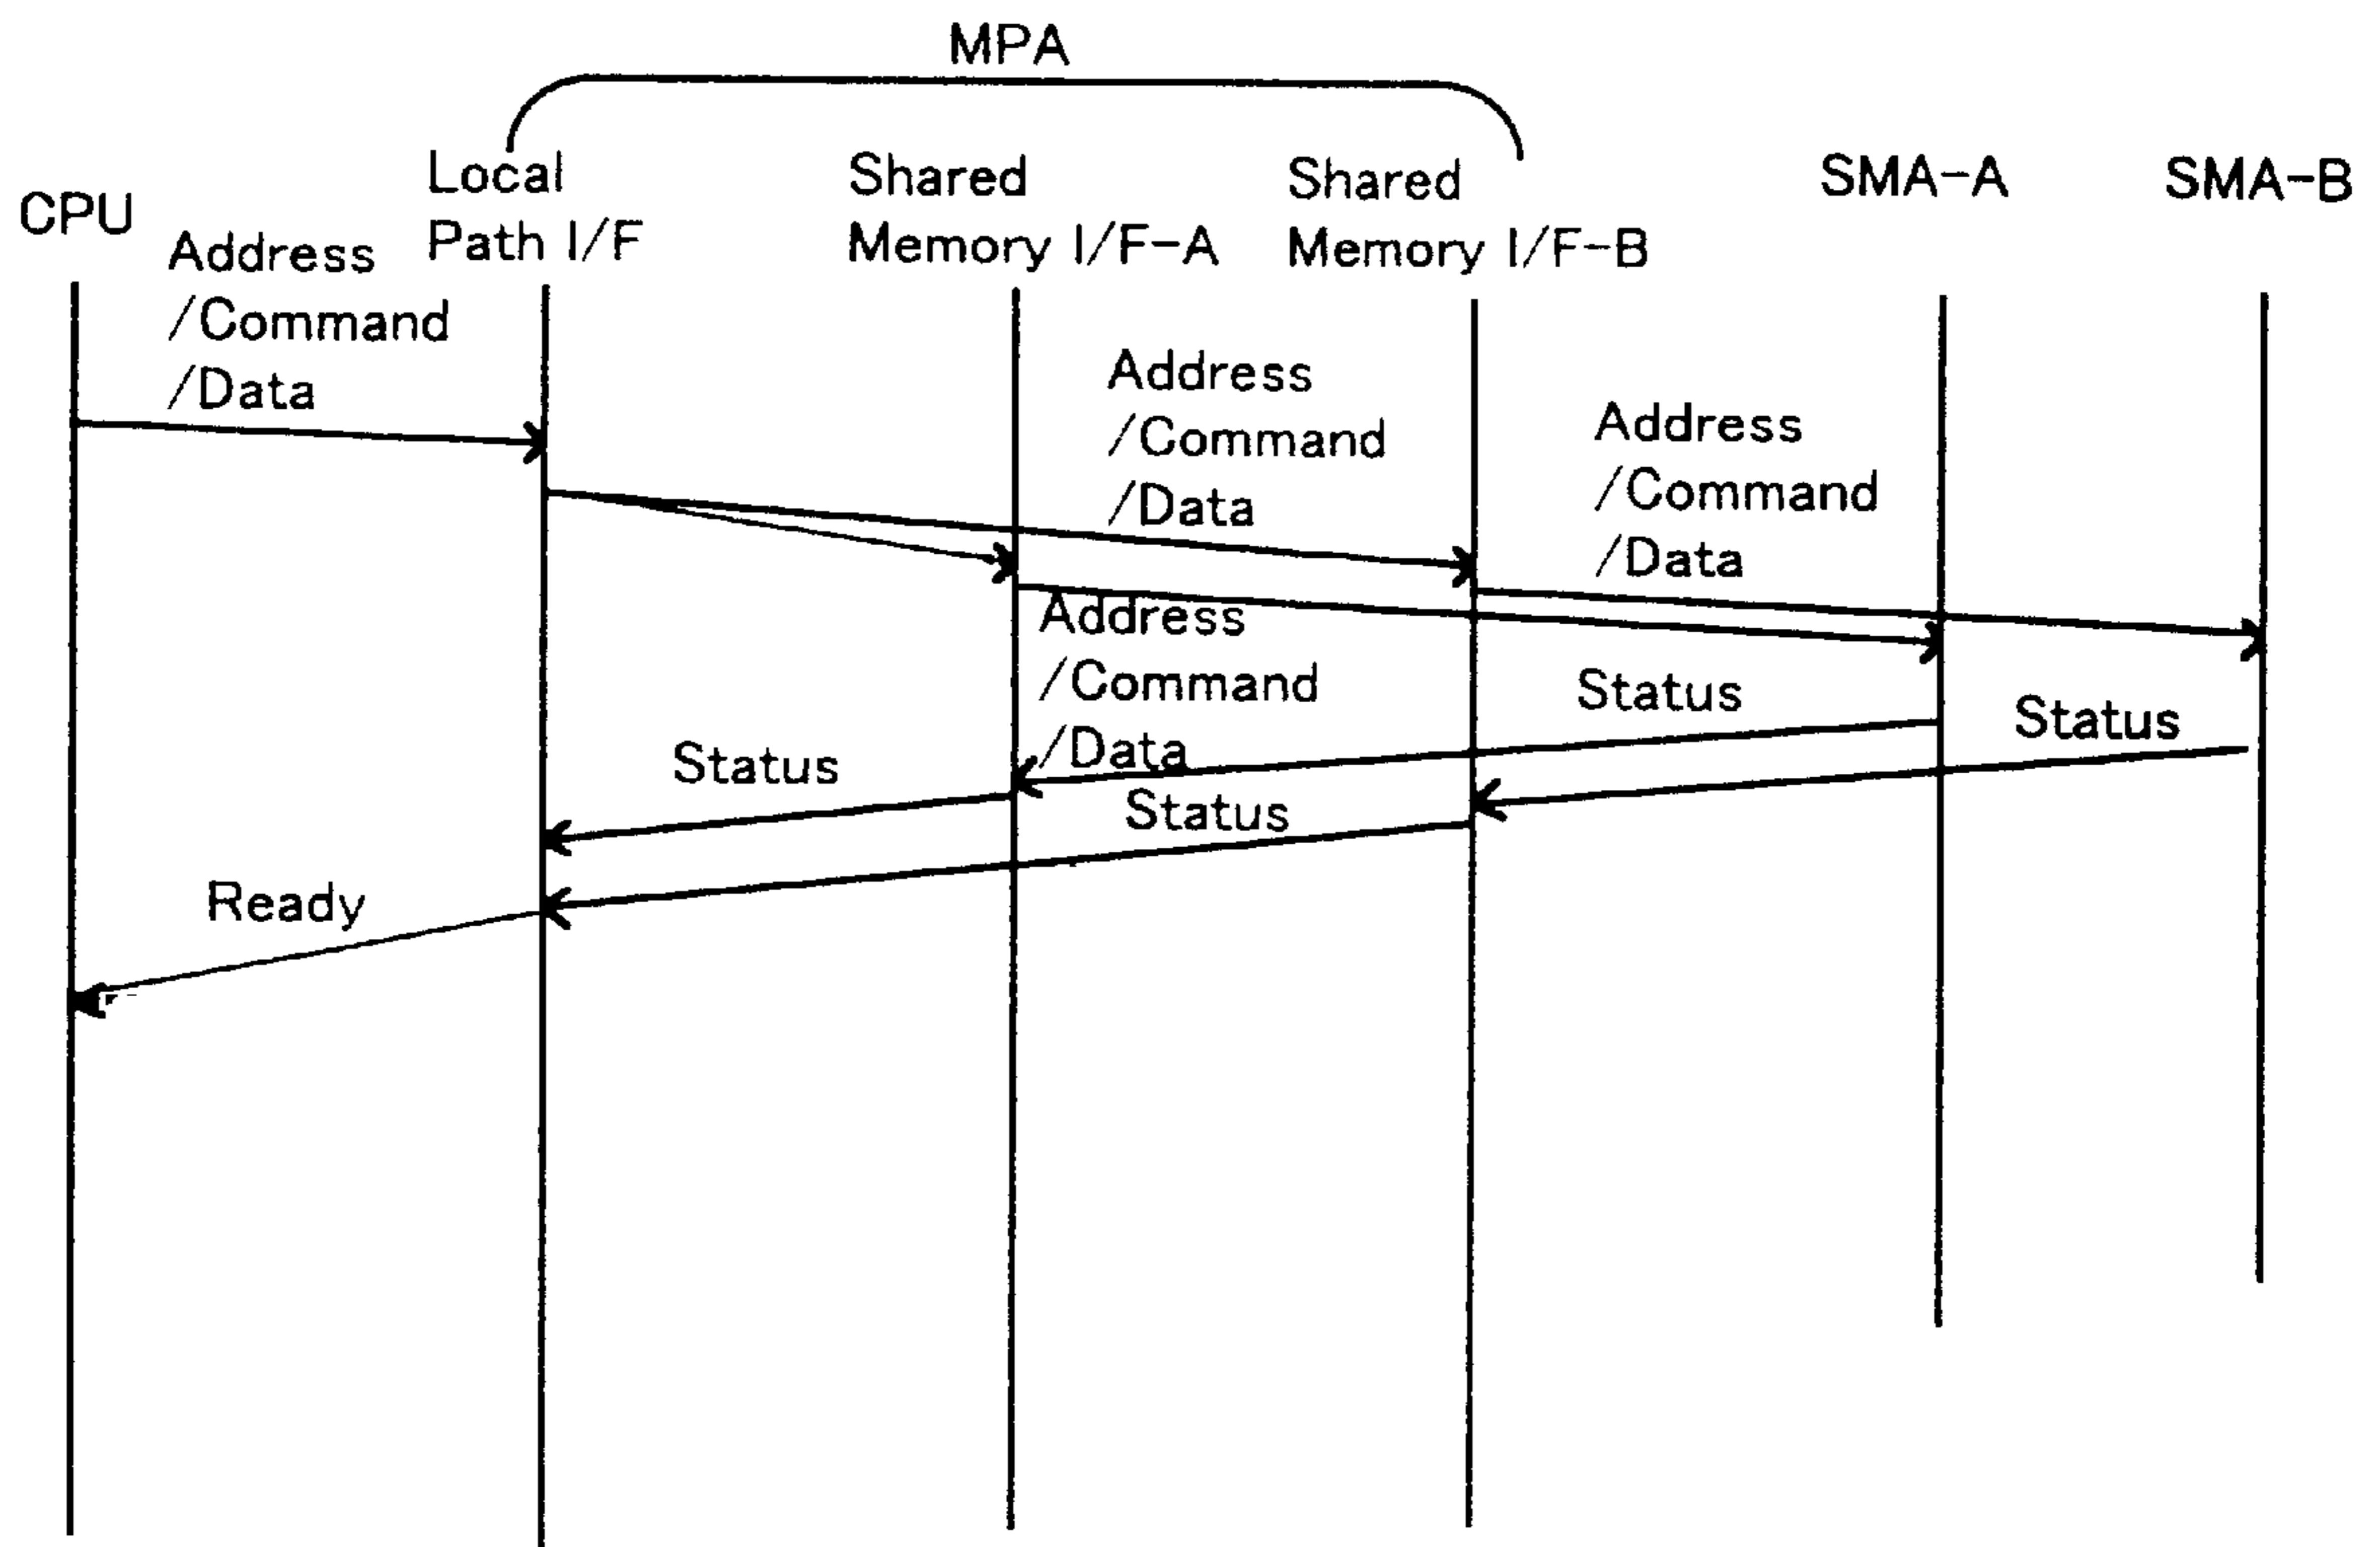 MPA
CPU
Local
Path I/F
Shared
Memory I/F-A
Shared
Memory I/F-B
SMA-A
SMA-B
Address
/Command
/Data
Address
/Command
/Data
Address
/Command
/Data
Address
/Command
/Data
Status
Status
Status
Status
Ready